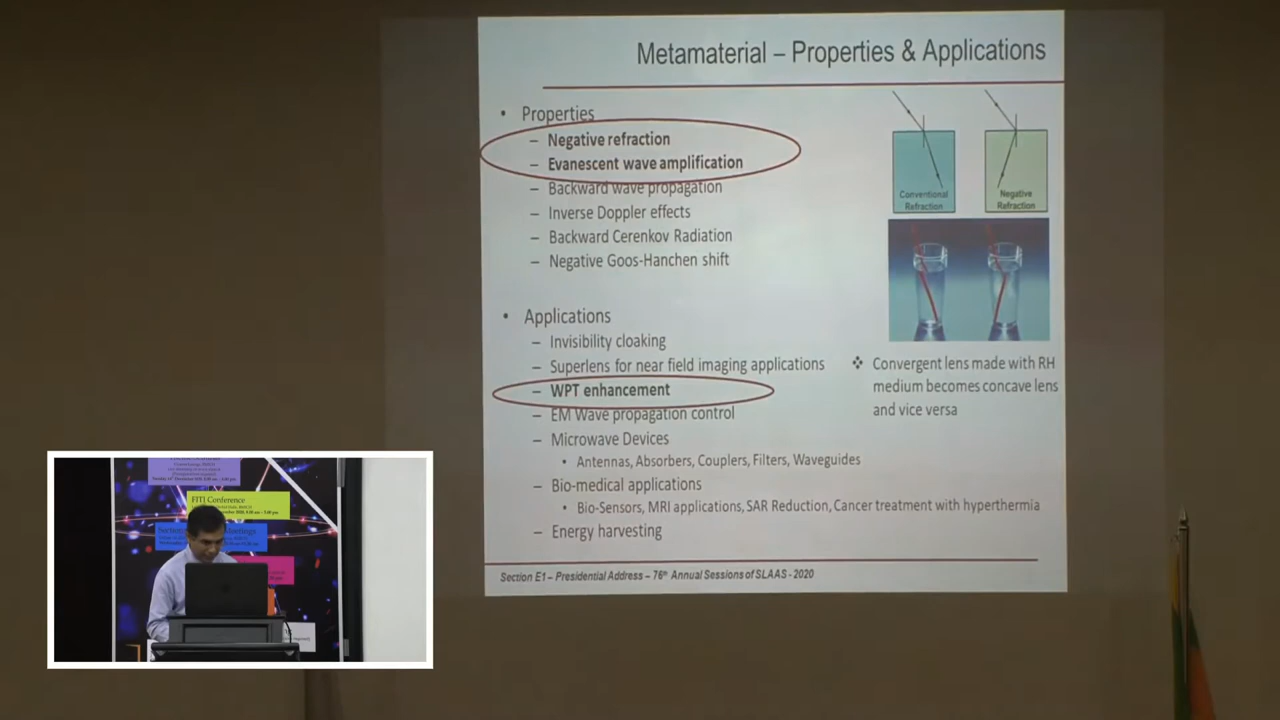 Metamaterial – Properties & Applications
• Properties
– Negative refraction
– Evanescent wave amplification
– Backward wave propagation
– Inverse Doppler effects
– Backward Cerenkov Radiation
– Negative Goos-Hanchen shift
Conventional
Refraction
Negative
Refraction
• Applications
– Invisibility cloaking
– Superlens for near field imaging applications
– WPT enhancement
– EM Wave propagation control
– Microwave Devices
• Antennas, Absorbers, Couplers, Filters, Waveguides
– Bio-medical applications
• Bio-Sensors, MRI applications, SAR Reduction, Cancer treatment with hyperthermia
– Energy harvesting
❖ Convergent lens made with RH
medium becomes concave lens
and vice versa
Section E1 – Presidential Address – 76th Annual Sessions of SLAAS - 2020
FITI Conference